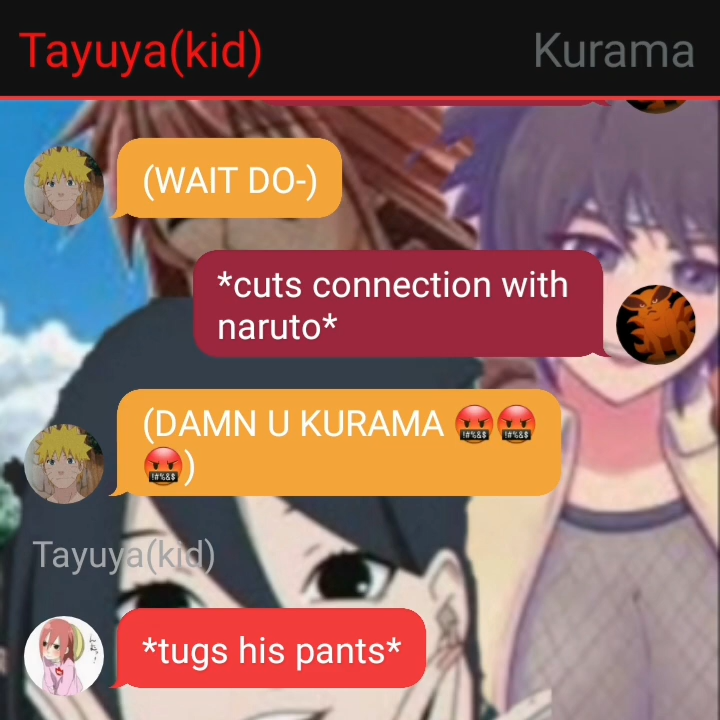 Tayuya(kid) Kurama
(WAIT DO-)
*cuts connection with
naruto*
(DAMN U KURAMA 🤬🤬
🤬)
Tayuya(kid)
*tugs his pants*